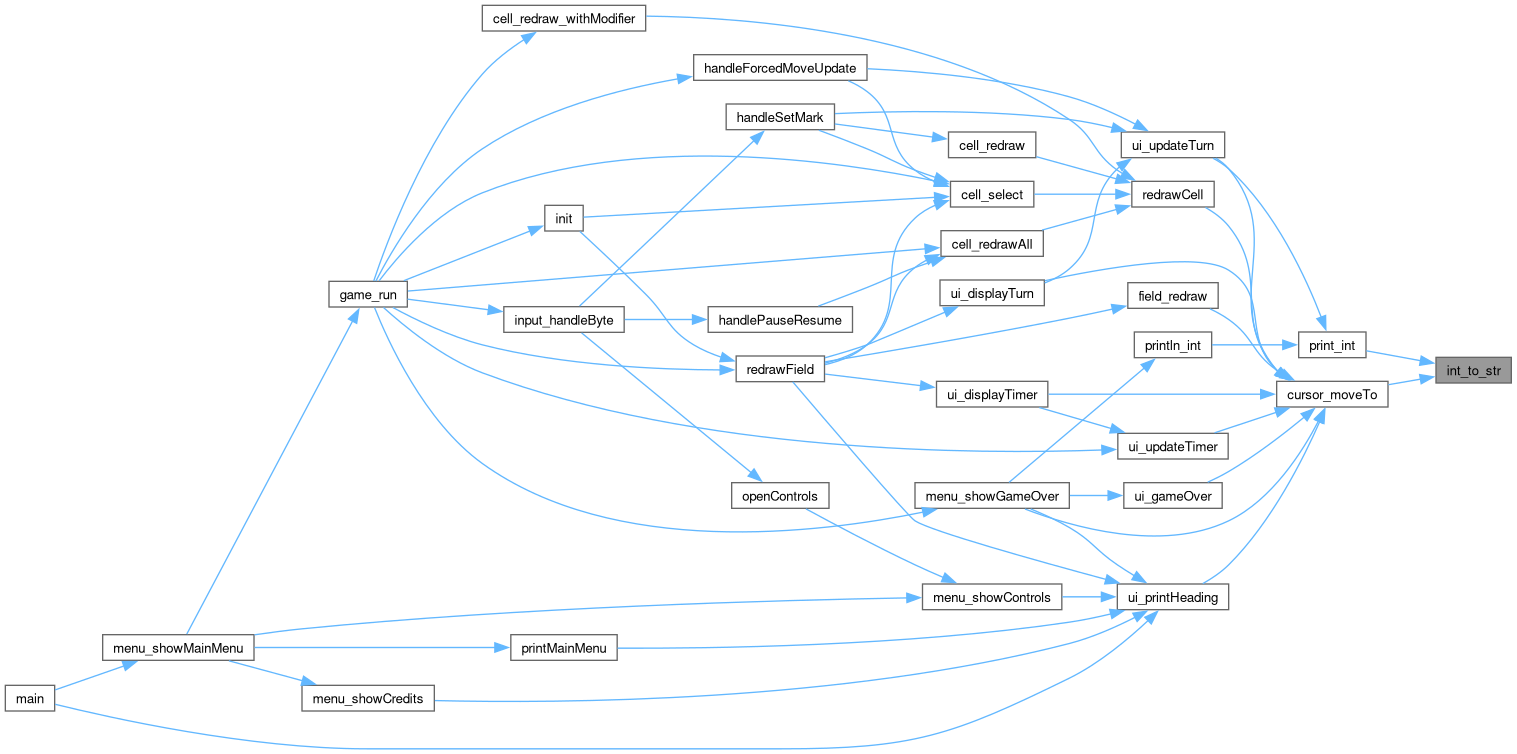 cell_redraw_withModifier
handleForcedMoveUpdate
handleSetMark
cell_redraw
ui_updateTurn
cell_select
redrawCell
init
cell_redrawAll
game_run
ui_displayTurn
field_redraw
input_handleByte
handlePauseResume
println_int
print_int
redrawField
int_to_str
ui_displayTimer
cursor_moveTo
ui_updateTimer
openControls
menu_showGameOver
ui_gameOver
menu_showControls
ui_printHeading
menu_showMainMenu
printMainMenu
main
menu_showCredits